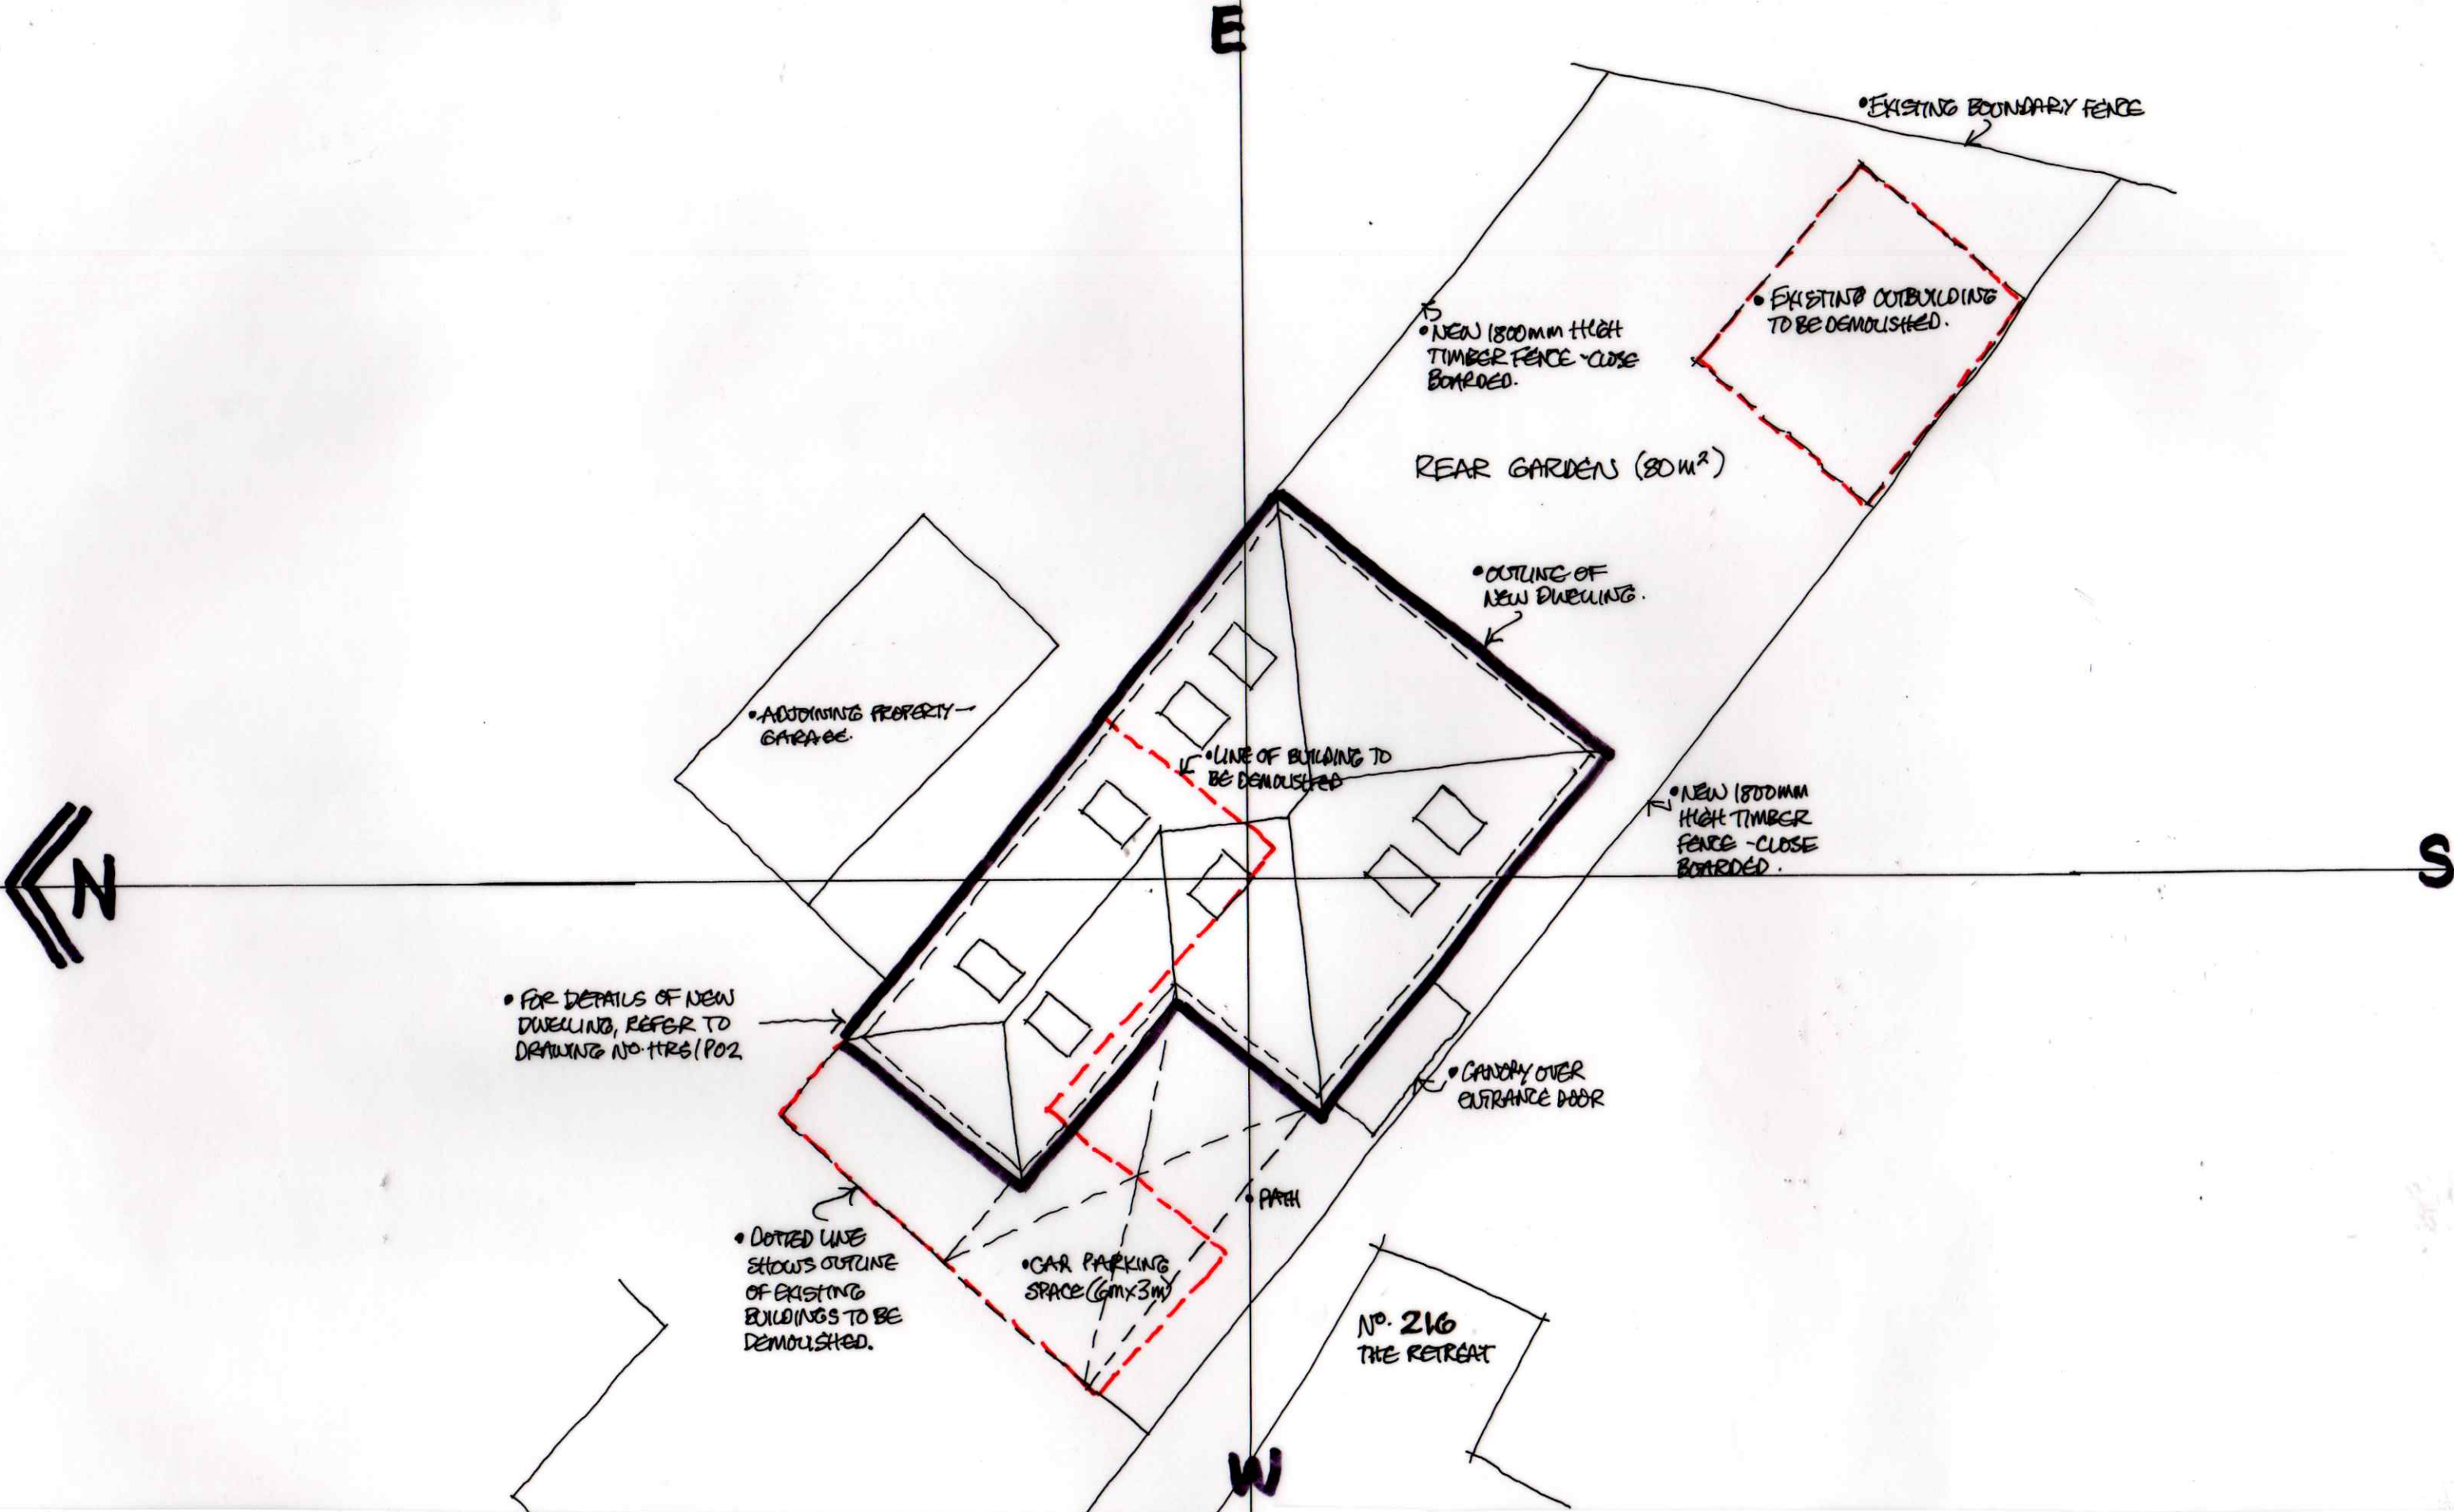 E
•EXISTING BOUNDARY FENCE
• EXISTING OUTBUILDING
TO BE DEMOLISHED.
•NEW 1800mm HIGH
TIMBER FENCE -CLOSE
BOARDED.
REAR GARDEN (80m²)
•OUTLINE OF
NEW DWELLING.
•ADJOINING PROPERTY-
GARAGE.
•LINE OF BUILDING TO
BE DEMOLISHED
•NEW 1800mm
HIGH TIMBER
FENCE -CLOSE
BOARDED.
N
S
• FOR DETAILS OF NEW
DWELLING, REFER TO
DRAWING NO. HRS/P02
•CANOPY OVER
ENTRANCE DOOR
•PATH
• DOTTED LINE
SHOWS OUTLINE
OF EXISTING
BUILDINGS TO BE
DEMOLISHED.
•CAR PARKING
SPACE (6mx3m)
No. 216
THE RETREAT
W